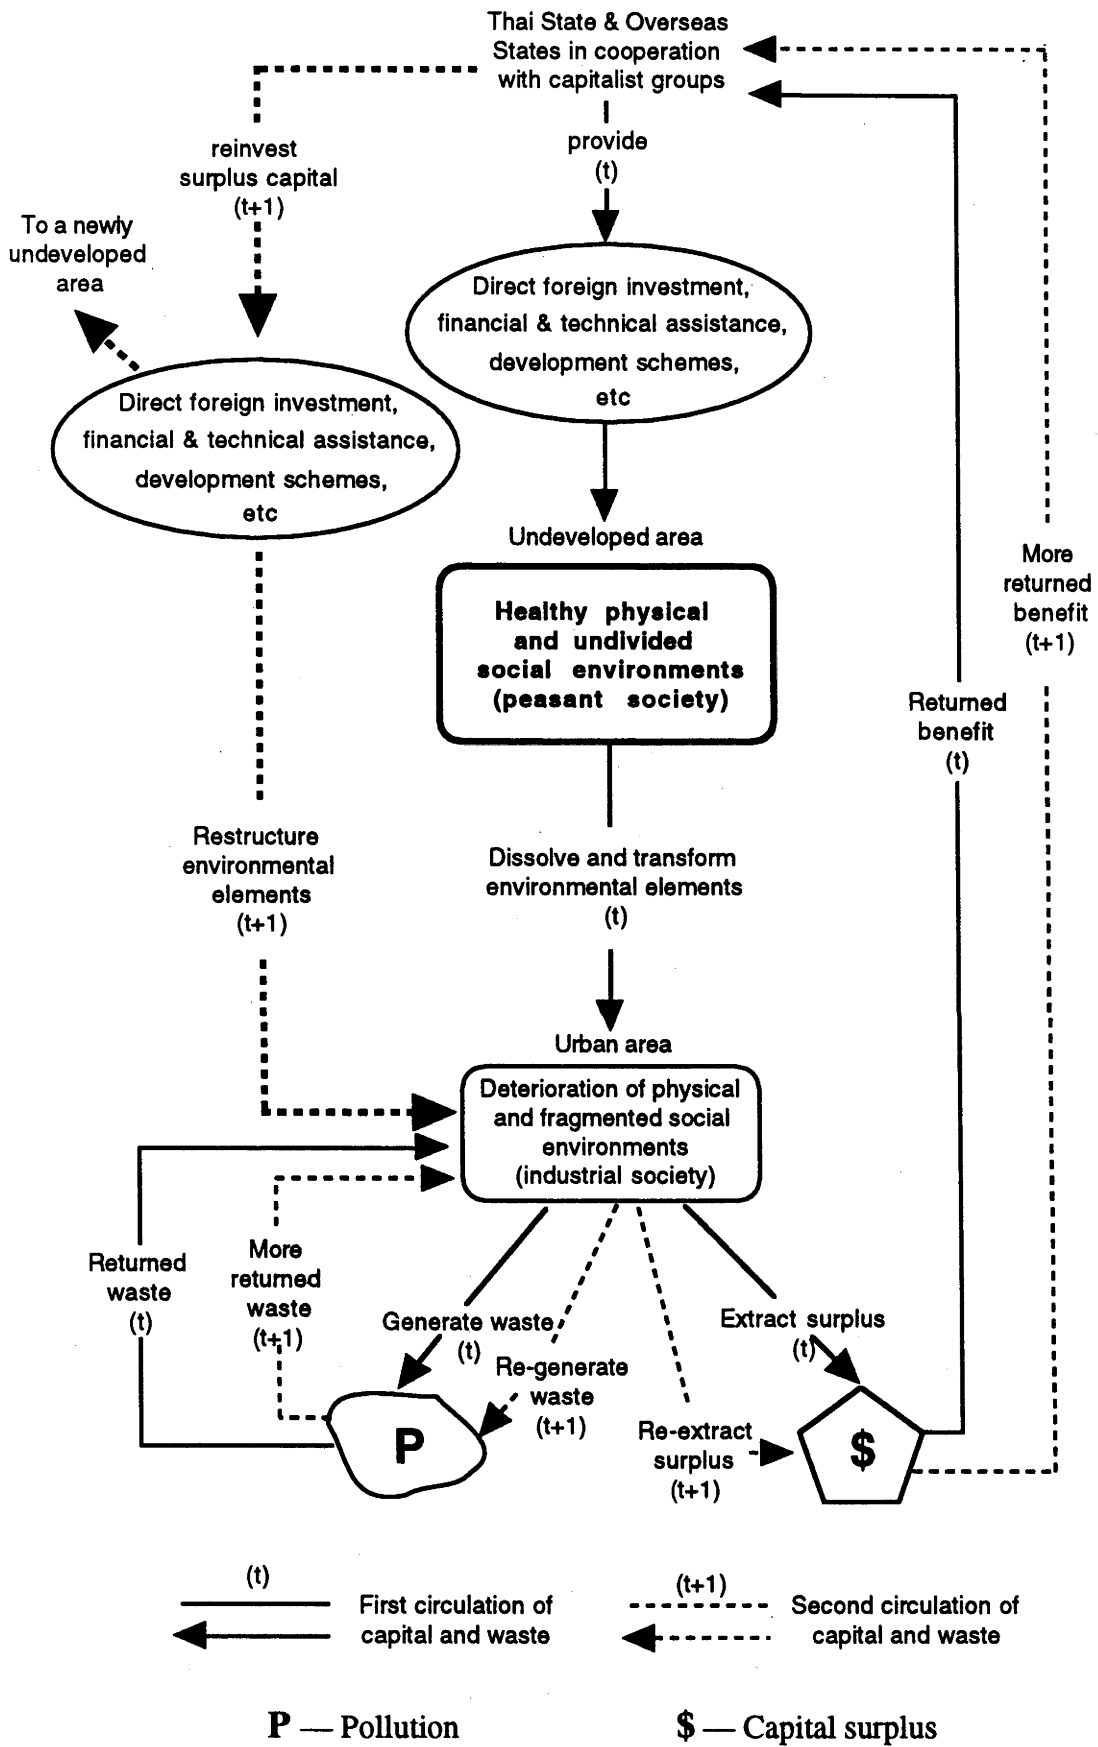 Thai State & Overseas
States in cooperation
with capitalist groups
provide
(t)
reinvest
surplus capital
(t+1)
To a newly
undeveloped
area
Direct foreign investment,
financial & technical assistance,
development schemes,
etc
Direct foreign investment,
financial & technical assistance,
development schemes,
etc
Undeveloped area
Healthy physical
and undivided
social environments
(peasant society)
More
returned
benefit
(t+1)
Returned
benefit
(t)
Restructure
environmental
elements
(t+1)
Dissolve and transform
environmental elements
(t)
Urban area
Deterioration of physical
and fragmented social
environments
(industrial society)
Returned
waste
(t)
More
returned
waste
(t+1)
Generate waste
(t)
Re-generate
waste
(t+1)
Extract surplus
(t)
Re-extract
surplus
(t+1)
P
$
(t)
First circulation of
capital and waste
(t+1)
Second circulation of
capital and waste
P — Pollution
$ — Capital surplus